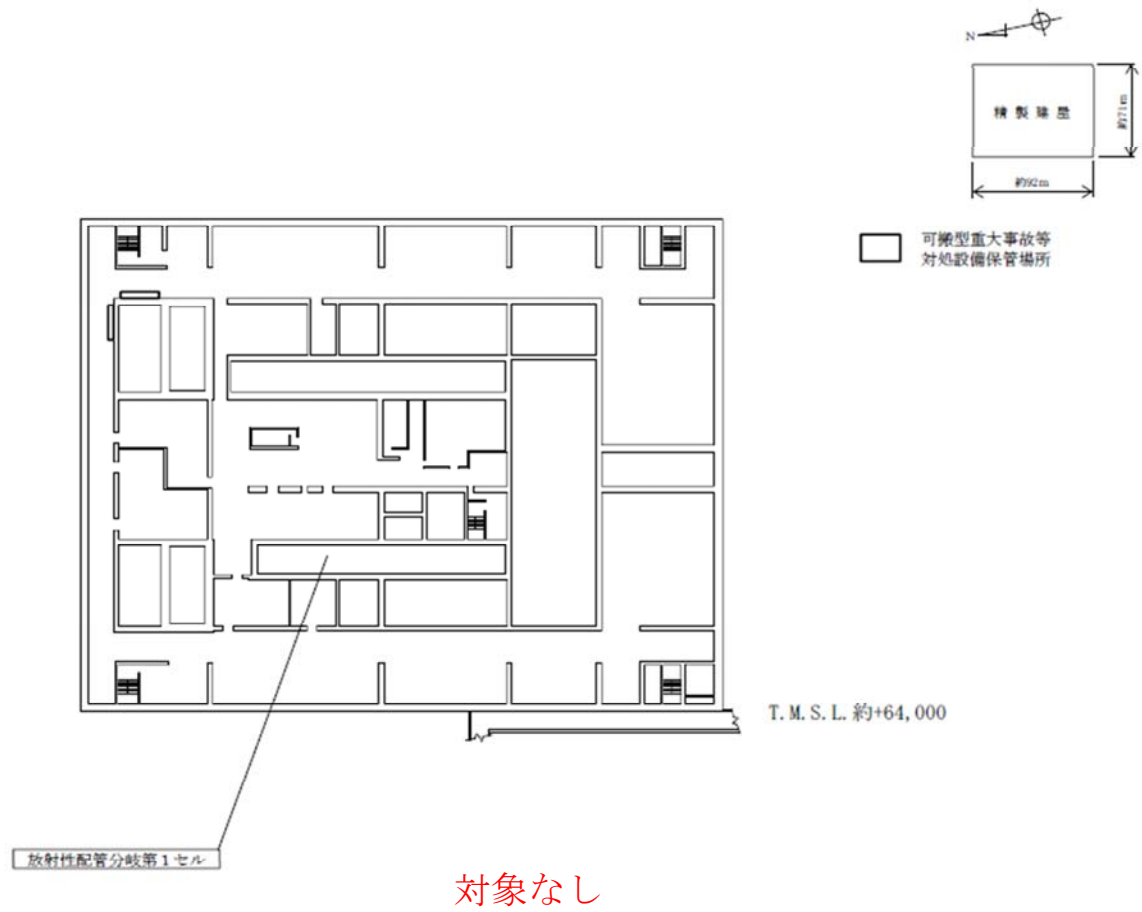 N
精製建屋
約71m
約92m
可搬型重大事故等
対処設備保管場所
T.M.S.L.約+64,000
放射性配管分岐第1セル
対象なし